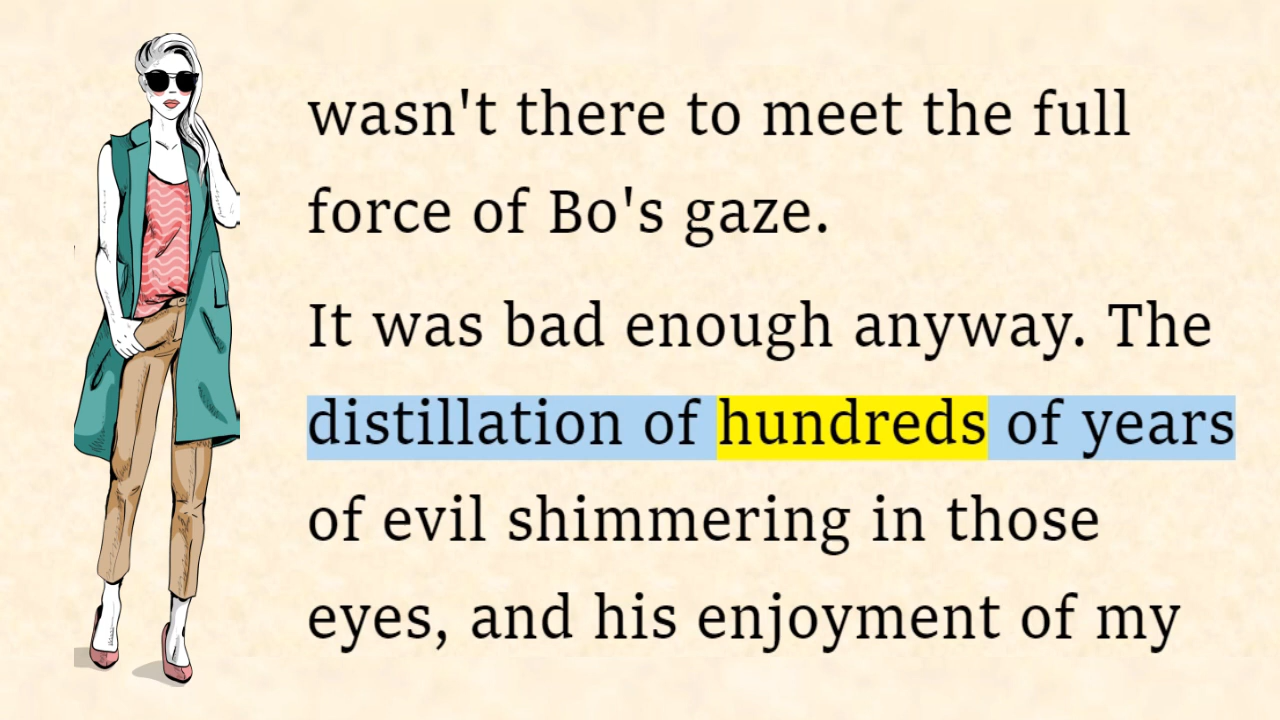 wasn't there to meet the full
force of Bo's gaze.
It was bad enough anyway. The
distillation of hundreds of years
of evil shimmering in those
eyes, and his enjoyment of my